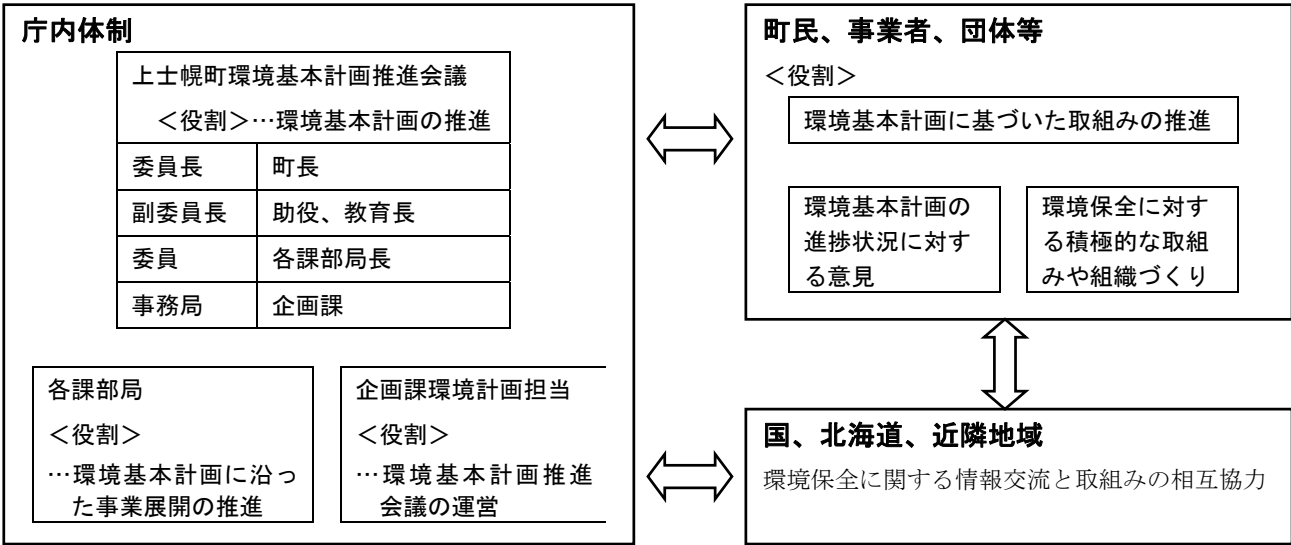 庁内体制
上士幌町環境基本計画推進会議
＜役割＞…環境基本計画の推進
委員長 町長
副委員長 助役、教育長
委員 各課部局長
事務局 企画課
各課部局
＜役割＞
…環境基本計画に沿っ
た事業展開の推進
企画課環境計画担当
＜役割＞
…環境基本計画推進
会議の運営
町民、事業者、団体等
＜役割＞
環境基本計画に基づいた取組みの推進
環境基本計画の
進捗状況に対す
る意見
環境保全に対す
る積極的な取組
みや組織づくり
国、北海道、近隣地域
環境保全に関する情報交流と取組みの相互協力